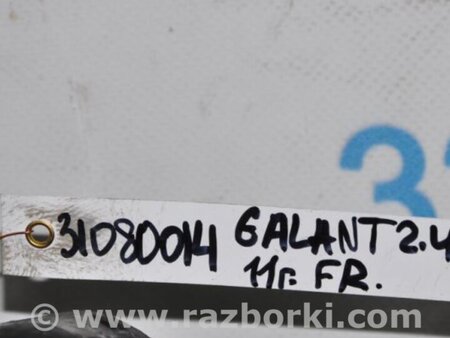 31080014 GALANT 2.4
11г. FR.
© www.razborki.com